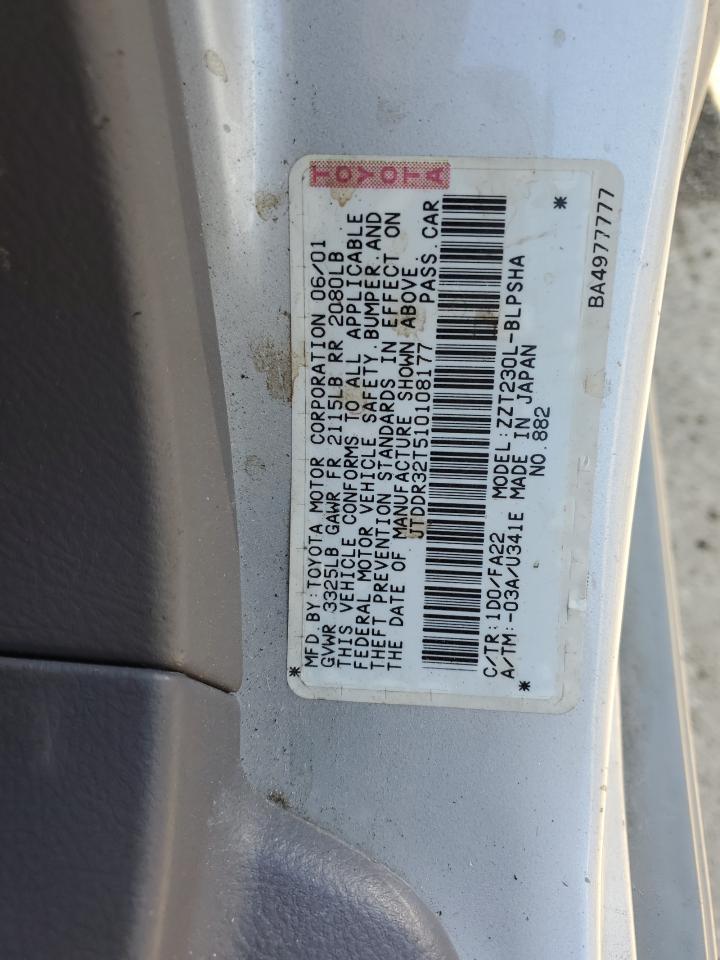 TOYOTA
MFD.BY:TOYOTA MOTOR CORPORATION 06/01
GVWR 3325LB GAWR FR 2115LB RR 2080LB
THIS VEHICLE CONFORMS TO ALL APPLICABLE
FEDERAL MOTOR VEHICLE SAFETY,BUMPER,AND
THEFT PREVENTION STANDARDS IN EFFECT ON
THE DATE OF MANUFACTURE SHOWN ABOVE.
JTDDR32T510108177 PASS.CAR
C/TR:1D0/FA22 MODEL:ZZT230L-BLPSHA
A/TM:-03A/U341E MADE IN JAPAN
NO.882
BA4977777